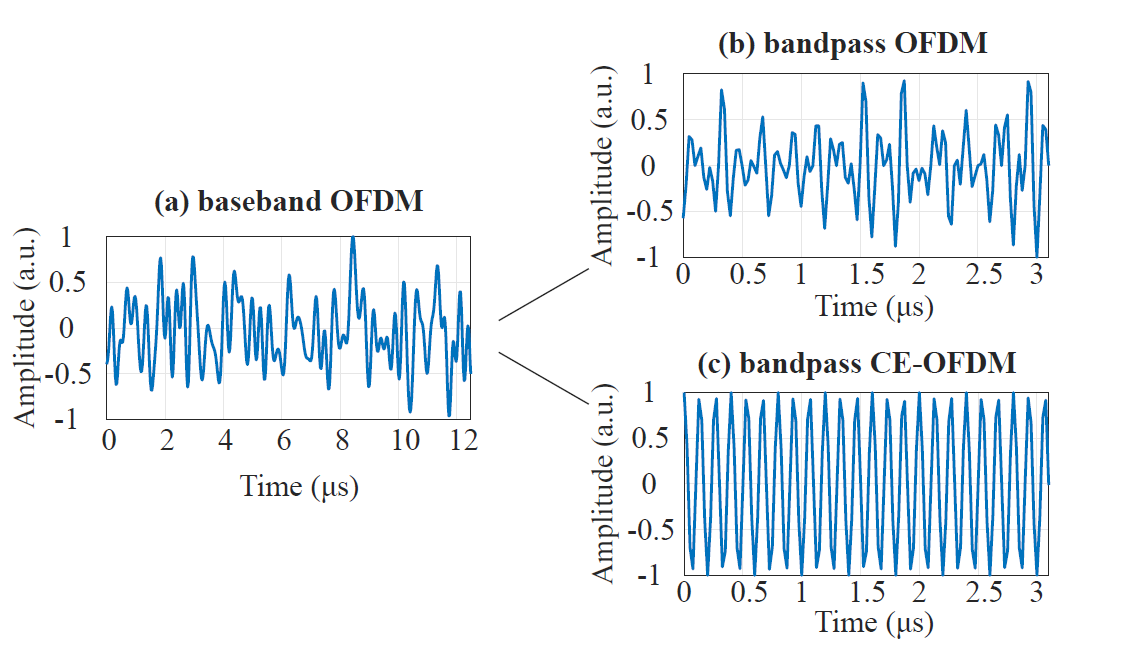 (a) baseband OFDM
Amplitude (a.u.)
1
0.5
0
-0.5
-1
0 2 4 6 8 10 12
Time (μs)
(b) bandpass OFDM
Amplitude (a.u.)
1
0.5
0
-0.5
-1
0 0.5 1 1.5 2 2.5 3
Time (μs)
(c) bandpass CE-OFDM
Amplitude (a.u.)
1
0.5
0
-0.5
-1
0 0.5 1 1.5 2 2.5 3
Time (μs)